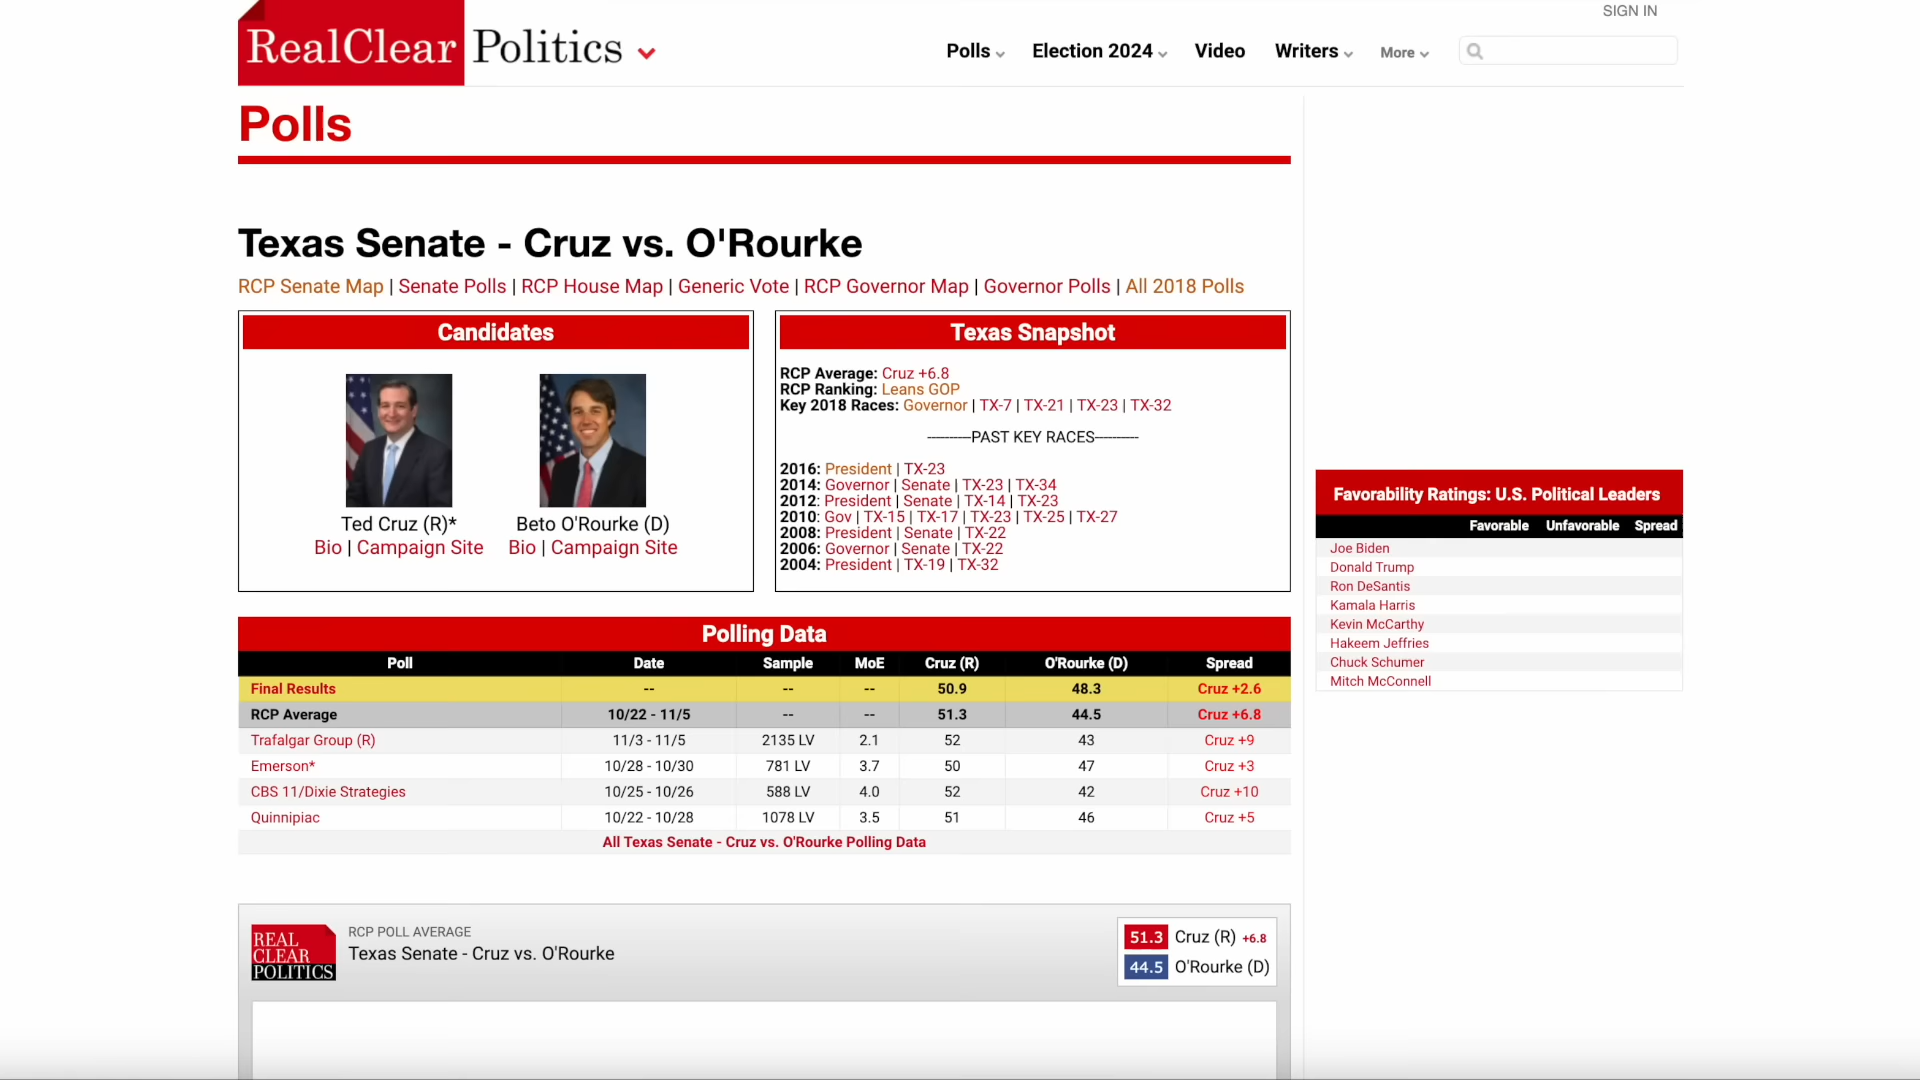 SIGN IN
RealClear Politics
Polls Election 2024 Video Writers More
Polls
Texas Senate - Cruz vs. O'Rourke
RCP Senate Map | Senate Polls | RCP House Map | Generic Vote | RCP Governor Map | Governor Polls | All 2018 Polls
Candidates
Ted Cruz (R)* Beto O'Rourke (D)
Bio | Campaign Site Bio | Campaign Site
Texas Snapshot
RCP Average: Cruz +6.8
RCP Ranking: Leans GOP
Key 2018 Races: Governor | TX-7 | TX-21 | TX-23 | TX-32
----------PAST KEY RACES----------
2016: President | TX-23
2014: Governor | Senate | TX-23 | TX-34
2012: President | Senate | TX-14 | TX-23
2010: Gov | TX-15 | TX-17 | TX-23 | TX-25 | TX-27
2008: President | Senate | TX-22
2006: Governor | Senate | TX-22
2004: President | TX-19 | TX-32
Polling Data
Poll Date Sample MoE Cruz (R) O'Rourke (D) Spread
Final Results -- -- -- 50.9 48.3 Cruz +2.6
RCP Average 10/22 - 11/5 -- -- 51.3 44.5 Cruz +6.8
Trafalgar Group (R) 11/3 - 11/5 2135 LV 2.1 52 43 Cruz +9
Emerson* 10/28 - 10/30 781 LV 3.7 50 47 Cruz +3
CBS 11/Dixie Strategies 10/25 - 10/26 588 LV 4.0 52 42 Cruz +10
Quinnipiac 10/22 - 10/28 1078 LV 3.5 51 46 Cruz +5
All Texas Senate - Cruz vs. O'Rourke Polling Data
REAL
CLEAR
POLITICS
RCP POLL AVERAGE
Texas Senate - Cruz vs. O'Rourke
51.3 Cruz (R) +6.8
44.5 O'Rourke (D)
Favorability Ratings: U.S. Political Leaders
Favorable Unfavorable Spread
Joe Biden
Donald Trump
Ron DeSantis
Kamala Harris
Kevin McCarthy
Hakeem Jeffries
Chuck Schumer
Mitch McConnell